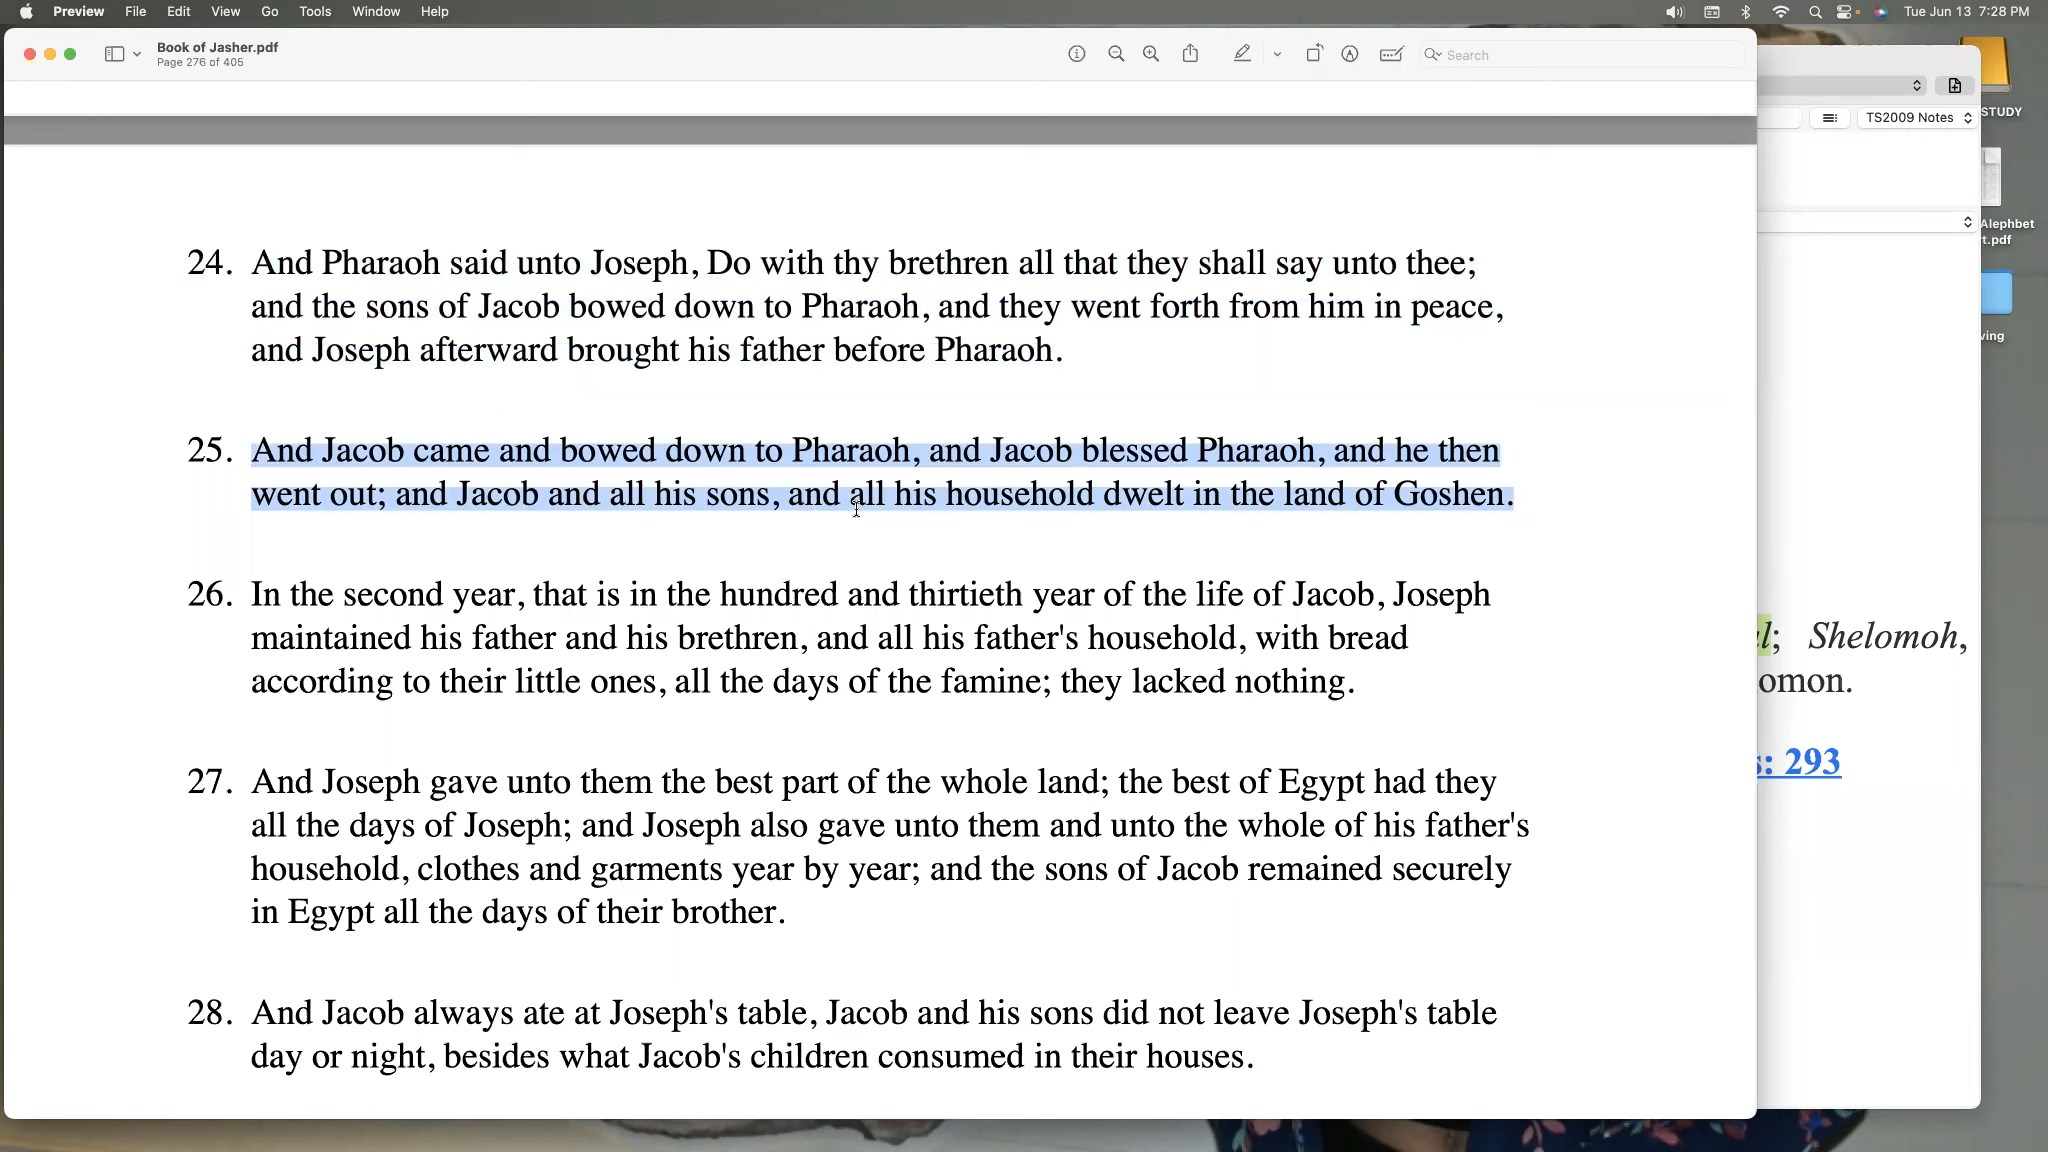 Preview File Edit View Go Tools Window Help Tue Jun 13 7:28 PM
Book of Jasher.pdf
Page 276 of 405
Search
STUDY
TS2009 Notes
Alephbet
t.pdf
ving
24. And Pharaoh said unto Joseph, Do with thy brethren all that they shall say unto thee;
and the sons of Jacob bowed down to Pharaoh, and they went forth from him in peace,
and Joseph afterward brought his father before Pharaoh.
25. And Jacob came and bowed down to Pharaoh, and Jacob blessed Pharaoh, and he then
went out; and Jacob and all his sons, and all his household dwelt in the land of Goshen.
26. In the second year, that is in the hundred and thirtieth year of the life of Jacob, Joseph
maintained his father and his brethren, and all his father's household, with bread
according to their little ones, all the days of the famine; they lacked nothing.
l; Shelomoh,
omon.
s: 293
27. And Joseph gave unto them the best part of the whole land; the best of Egypt had they
all the days of Joseph; and Joseph also gave unto them and unto the whole of his father's
household, clothes and garments year by year; and the sons of Jacob remained securely
in Egypt all the days of their brother.
28. And Jacob always ate at Joseph's table, Jacob and his sons did not leave Joseph's table
day or night, besides what Jacob's children consumed in their houses.